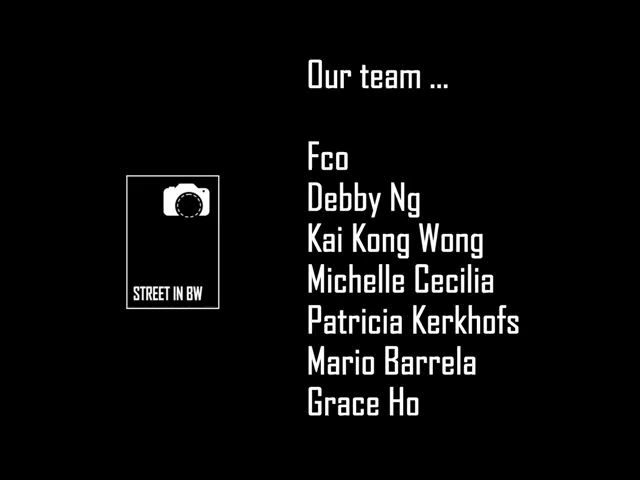 Our team ...
Fco
Debby Ng
Kai Kong Wong
Michelle Cecilia
Patricia Kerkhofs
Mario Barrela
Grace Ho
STREET IN BW